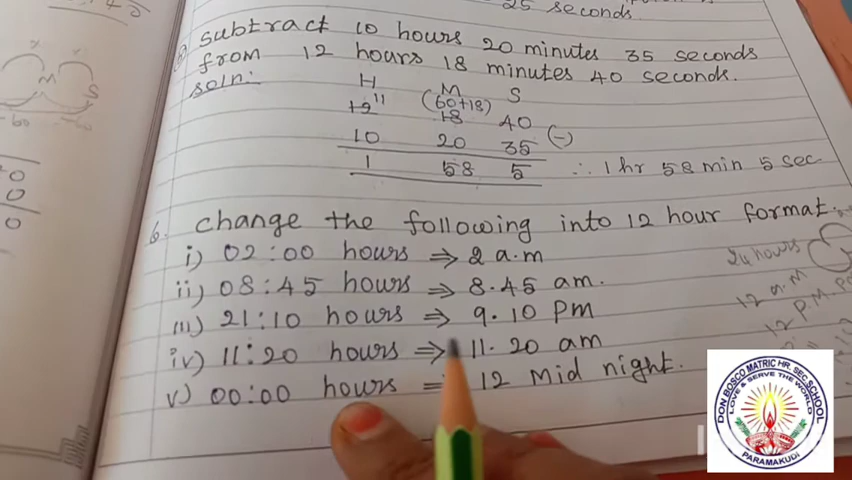 25 seconds.
Subtract 10 hours 20 minutes 35 seconds
from 12 hours 18 minutes 40 seconds.
soln:
H M S
12 11 (60+18)
18 40
10 20 35 (-)
1 58 5 ∴ 1 hr 58 min 5 sec
6. change the following into 12 hour format.
i) 02:00 hours ⇒ 2 a.m
ii) 08:45 hours ⇒ 8.45 am.
iii) 21:10 hours ⇒ 9.10 pm
iv) 11:20 hours ⇒ 11.20 am
v) 00:00 hours ⇒ 12 Mid night.
24 hours
12 a.m
12 P.M
DON BOSCO MATRIC HR. SEC SCHOOL
LOVE & SERVE THE WORLD
PARAMAKUDI